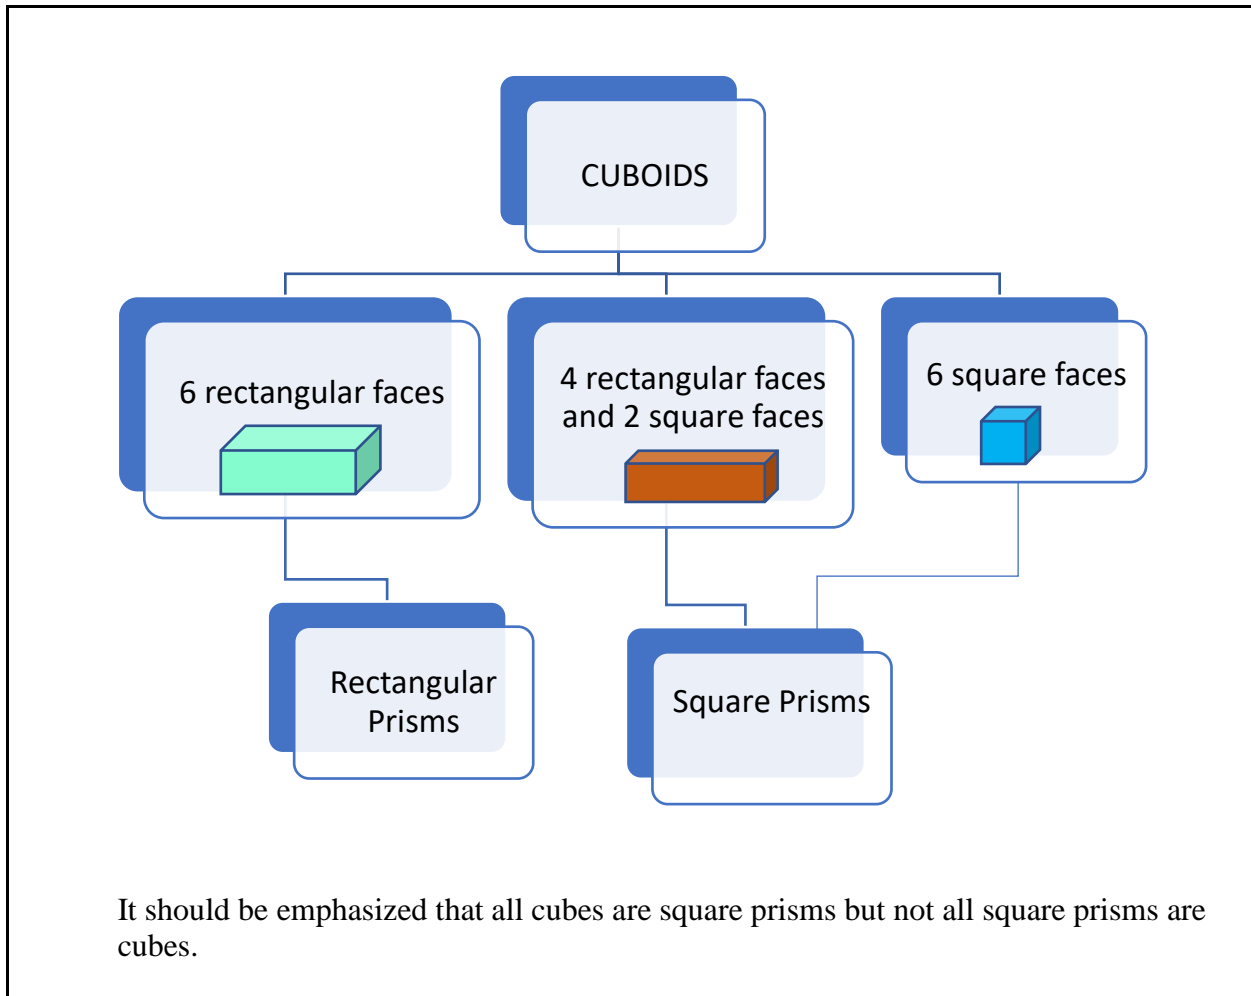 CUBOIDS
6 rectangular faces
4 rectangular faces
and 2 square faces
6 square faces
Rectangular
Prisms
Square Prisms
It should be emphasized that all cubes are square prisms but not all square prisms are
cubes.